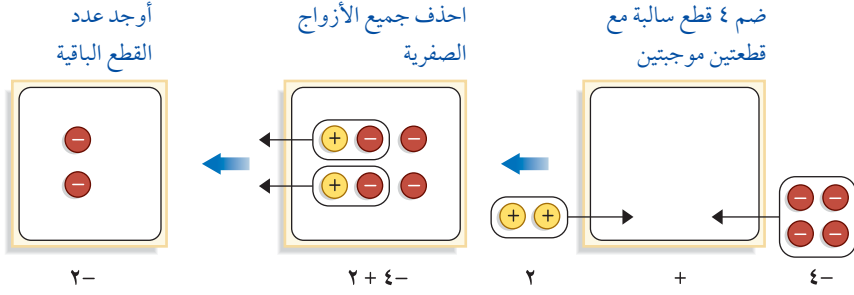 ضم ٤ قطع سالبة مع
قطعتين موجبتين
احذف جميع الأزواج
الصفرية
أوجد عدد
القطع الباقية
+ −
+ −
−
−
−
−
+ +
− −
− −
−٤ + ٢
−٤ + ٢
−٢